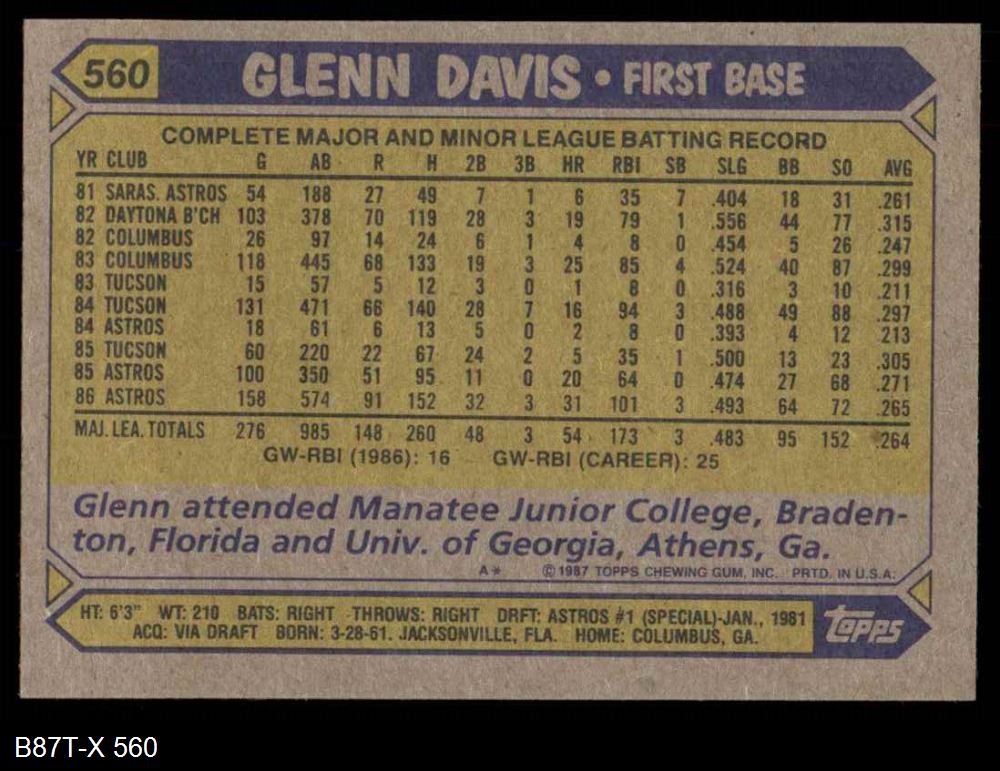 560 GLENN DAVIS • FIRST BASE
COMPLETE MAJOR AND MINOR LEAGUE BATTING RECORD
YR CLUB G AB R H 2B 3B HR RBI SB SLG BB SO AVG
81 SARAS. ASTROS 54 188 27 49 7 1 6 35 7 .404 18 31 .261
82 DAYTONA B'CH 103 378 70 119 28 3 19 79 1 .556 44 77 .315
82 COLUMBUS 26 97 14 24 6 1 4 8 0 .454 5 26 .247
83 COLUMBUS 118 445 68 133 19 3 25 85 4 .524 40 87 .299
83 TUCSON 15 57 5 12 3 0 1 8 0 .316 3 10 .211
84 TUCSON 131 471 66 140 28 7 16 94 3 .488 49 88 .297
84 ASTROS 18 61 6 13 5 0 2 8 0 .393 4 12 .213
85 TUCSON 60 220 22 67 24 2 5 35 1 .500 13 23 .305
85 ASTROS 100 350 51 95 11 0 20 64 0 .474 27 68 .271
86 ASTROS 158 574 91 152 32 3 31 101 3 .493 64 72 .265
MAJ. LEA. TOTALS 276 985 148 260 48 3 54 173 3 .483 95 152 .264
GW-RBI (1986): 16 GW-RBI (CAREER): 25
Glenn attended Manatee Junior College, Braden-
ton, Florida and Univ. of Georgia, Athens, Ga.
A* ©1987 TOPPS CHEWING GUM, INC. PRTD. IN U.S.A.
HT: 6'3" WT: 210 BATS: RIGHT THROWS: RIGHT DRFT: ASTROS #1 (SPECIAL)-JAN., 1981
ACQ: VIA DRAFT BORN: 3-28-61. JACKSONVILLE, FLA. HOME: COLUMBUS, GA.
Topps
B87T-X 560